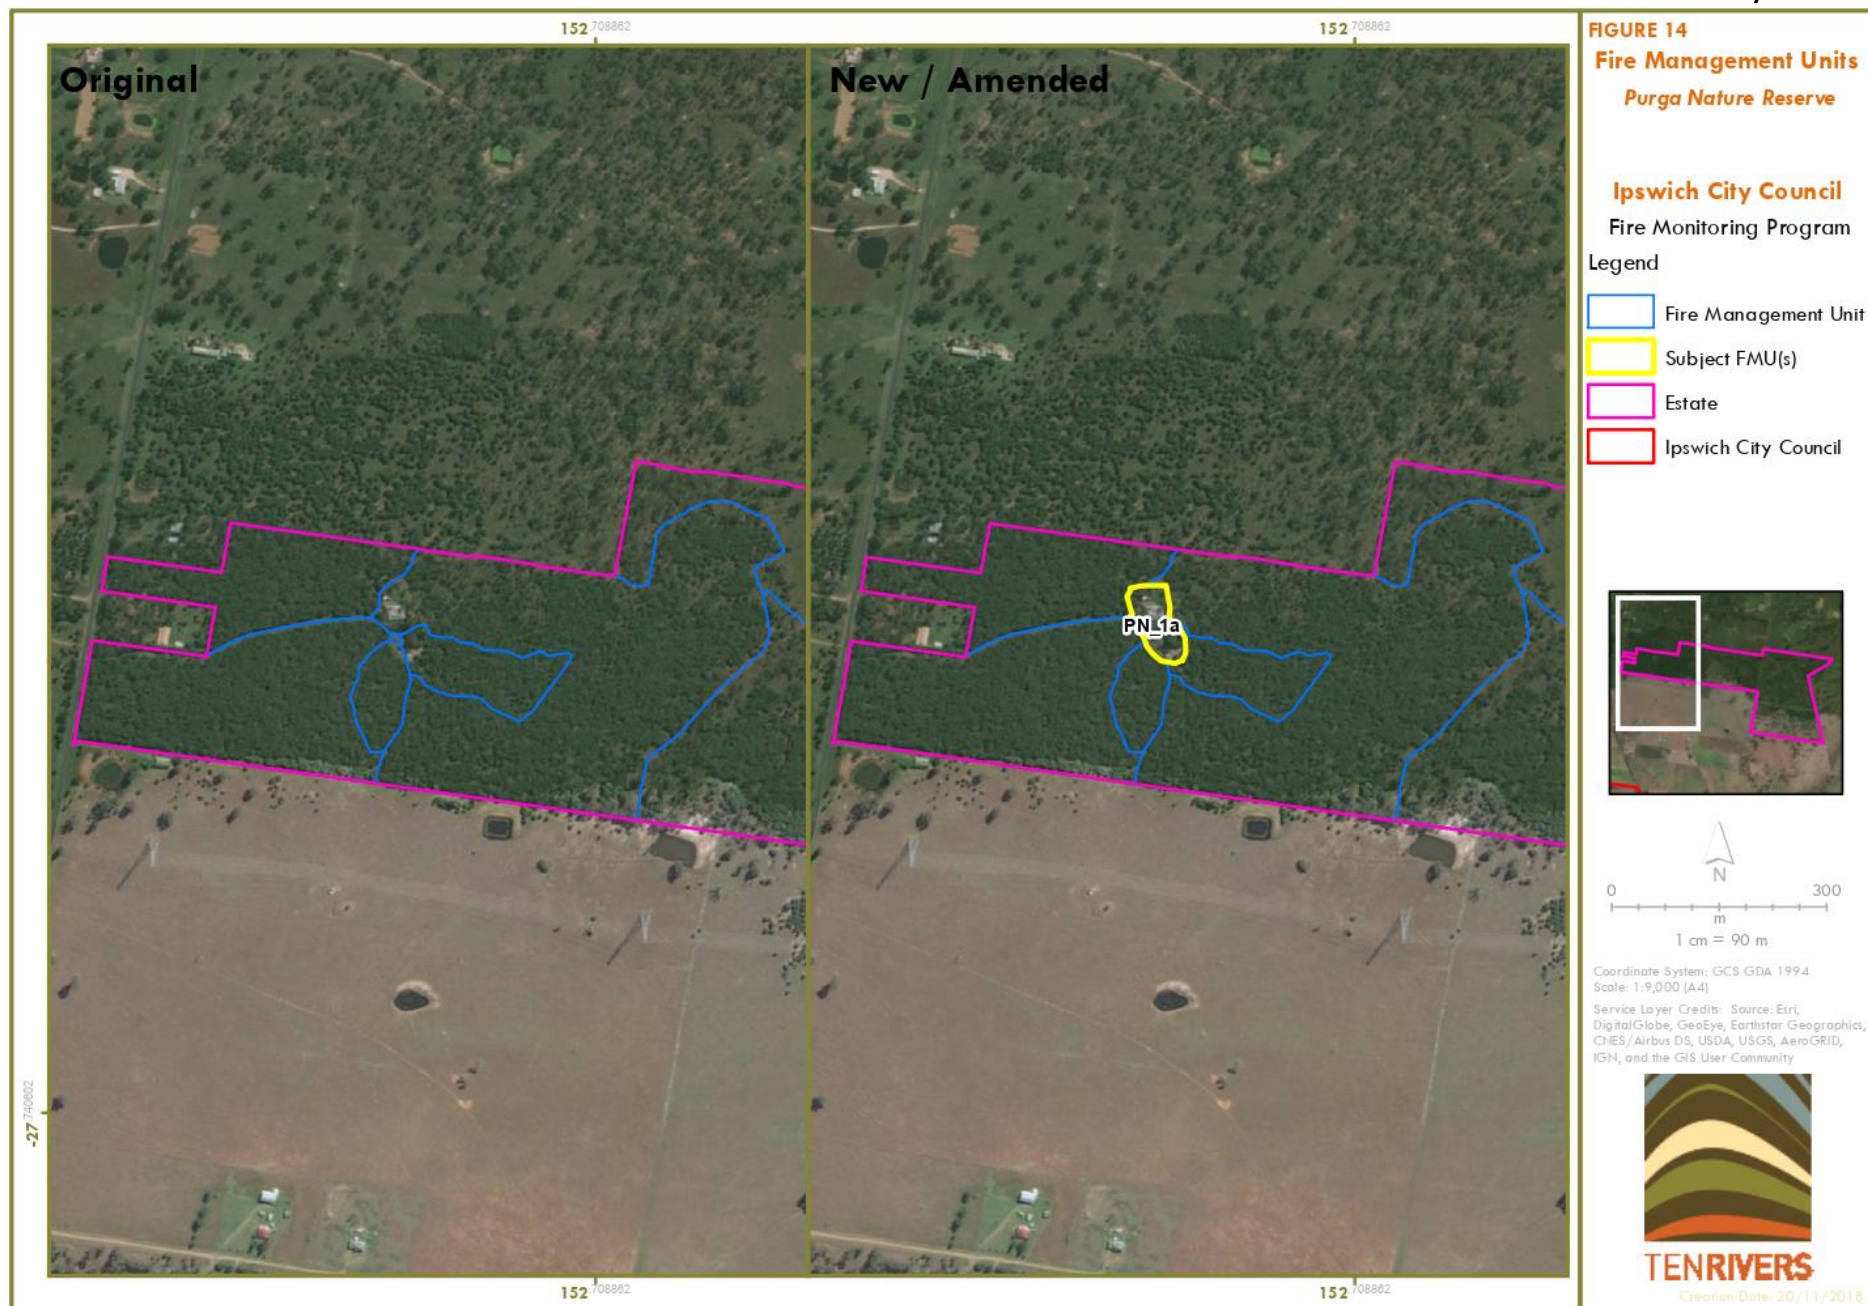 152.708862
152.708862
Original
New / Amended
PN_1a
-27.740602
152.708862
152.708862
FIGURE 14
Fire Management Units
Purga Nature Reserve
Ipswich City Council
Fire Monitoring Program
Legend
Fire Management Unit
Subject FMU(s)
Estate
Ipswich City Council
N
0 300
m
1 cm = 90 m
Coordinate System: GCS GDA 1994
Scale: 1:9,000 (A4)
Service Layer Credits: Source: Esri,
DigitalGlobe, GeoEye, Earthstar Geographics,
CNES/Airbus DS, USDA, USGS, AeroGRID,
IGN, and the GIS User Community
TENRIVERS
Creation Date: 20/11/2018